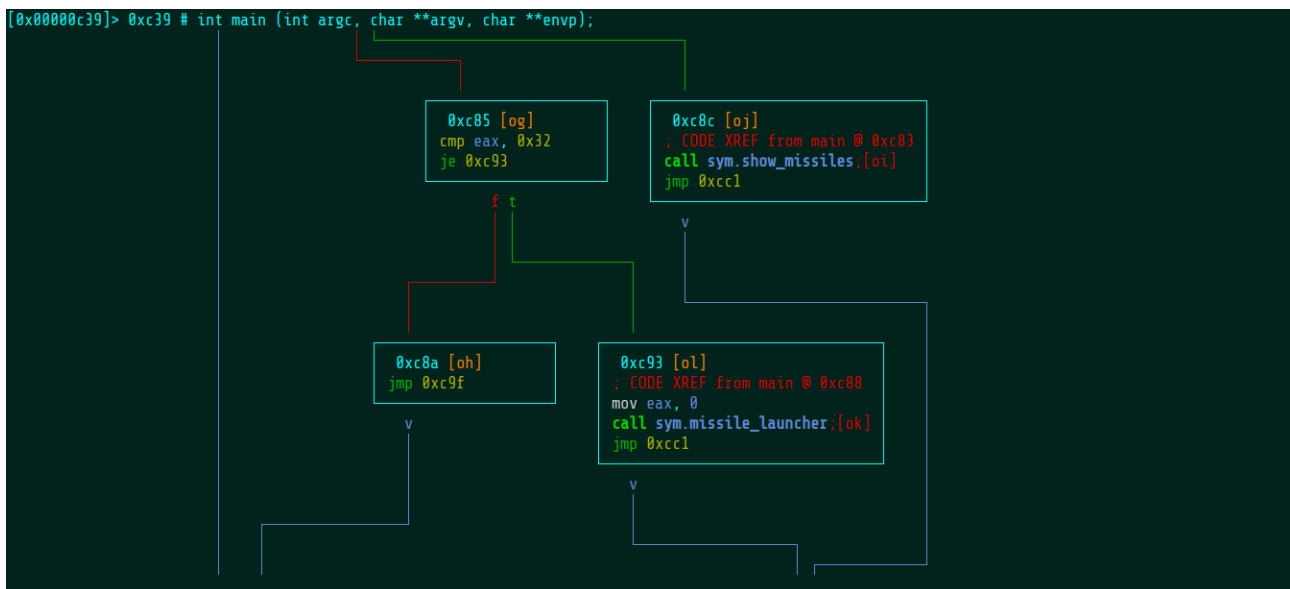 [0x00000c39]> 0xc39 # int main (int argc, char **argv, char **envp);
0xc85 [og]
cmp eax, 0x32
je 0xc93
0xc8c [oj]
; CODE XREF from main @ 0xc83
call sym.show_missiles;[oi]
jmp 0xcc1
f t
v
0xc8a [oh]
jmp 0xc9f
0xc93 [ol]
; CODE XREF from main @ 0xc88
mov eax, 0
call sym.missile_launcher;[ok]
jmp 0xcc1
v
v